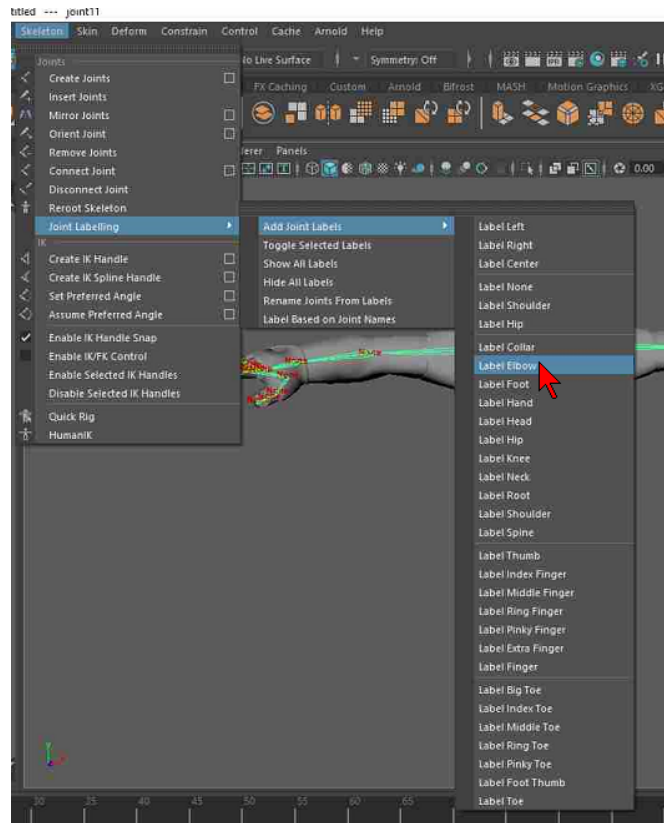 titled --- joint11
Skeleton Skin Deform Constrain Control Cache Arnold Help
Joints
Create Joints
Insert Joints
Mirror Joints
Orient Joint
Remove Joints
Connect Joint
Disconnect Joint
Reroot Skeleton
Joint Labelling
IK
Create IK Handle
Create IK Spline Handle
Set Preferred Angle
Assume Preferred Angle
Enable IK Handle Snap
Enable IK/FK Control
Enable Selected IK Handles
Disable Selected IK Handles
Quick Rig
HumanIK
No Live Surface Symmetry: Off
FX Caching Custom Arnold Bifrost MASH Motion Graphics XG
derer Panels
0.00
Add Joint Labels
Toggle Selected Labels
Show All Labels
Hide All Labels
Rename Joints From Labels
Label Based on Joint Names
Label Left
Label Right
Label Center
Label None
Label Shoulder
Label Hip
Label Collar
Label Elbow
Label Foot
Label Hand
Label Head
Label Hip
Label Knee
Label Neck
Label Root
Label Shoulder
Label Spine
Label Thumb
Label Index Finger
Label Middle Finger
Label Ring Finger
Label Pinky Finger
Label Extra Finger
Label Finger
Label Big Toe
Label Index Toe
Label Middle Toe
Label Ring Toe
Label Pinky Toe
Label Foot Thumb
Label Toe
None
None
30 35 40 45 50 55 60 65